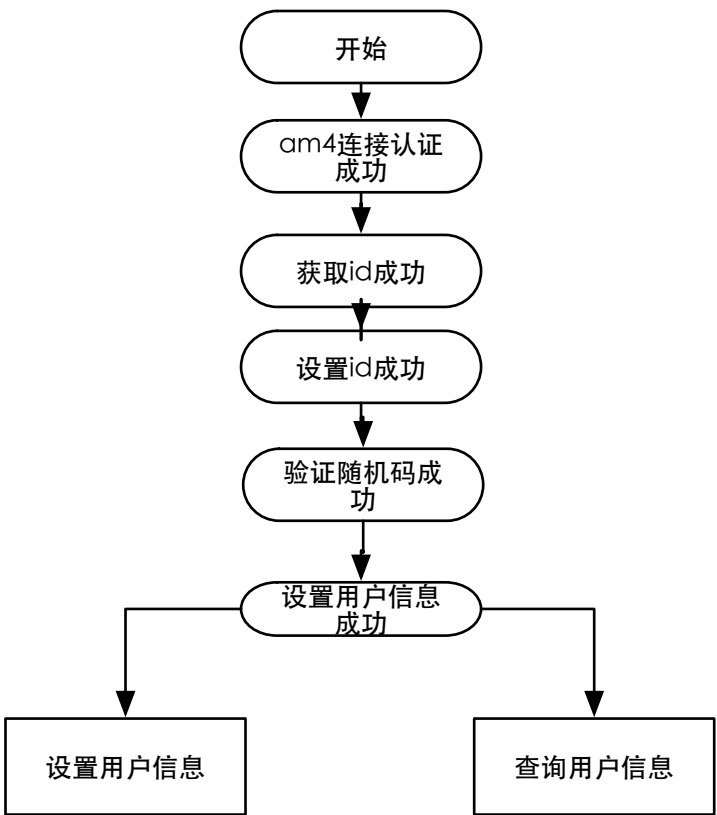 开始
am4连接认证
成功
获取id成功
设置id成功
验证随机码成
功
设置用户信息
成功
设置用户信息
查询用户信息